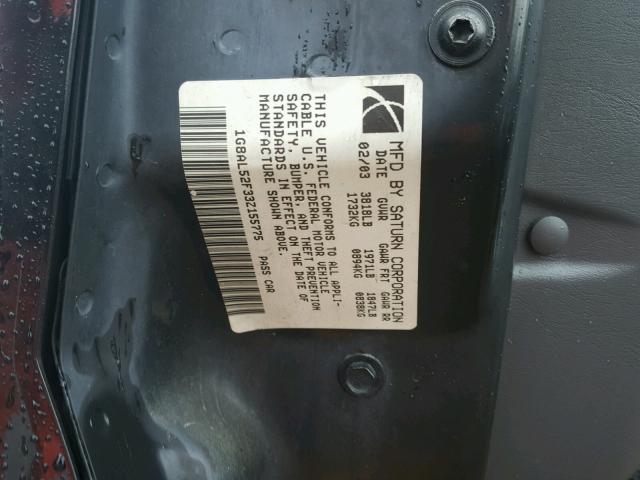 MFD BY SATURN CORPORATION
DATE GVWR GAWR FRT GAWR RR
02/03 3818LB 1971LB 1847LB
1732KG 0894KG 0838KG
THIS VEHICLE CONFORMS TO ALL APPLI-
CABLE U.S. FEDERAL MOTOR VEHICLE
SAFETY, BUMPER, AND THEFT PREVENTION
STANDARDS IN EFFECT ON THE DATE OF
MANUFACTURE SHOWN ABOVE.
1G8AL52F33Z155775 PASS CAR